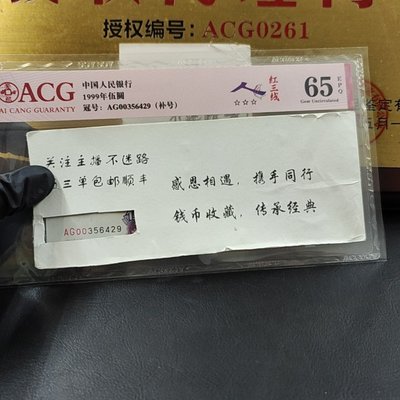 授权编号: ACG0261
ACG
AI CANG GUARANTY
中国人民银行
1999年伍圆
冠号: AG00356429 (补号)
红三线
65
EPQ
Gem Uncirculated
关注主播不迷路
三单包邮顺丰
感恩相遇，携手同行
钱币收藏，传承经典
AG00356429